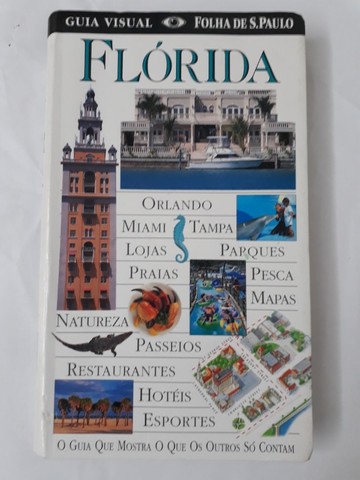 GUIA VISUAL FOLHA DE S.PAULO
FLÓRIDA
ORLANDO
MIAMI TAMPA
LOJAS PARQUES
PRAIAS PESCA
MAPAS
NATUREZA
PASSEIOS
RESTAURANTES
HOTÉIS
ESPORTES
O GUIA QUE MOSTRA O QUE OS OUTROS SÓ CONTAM